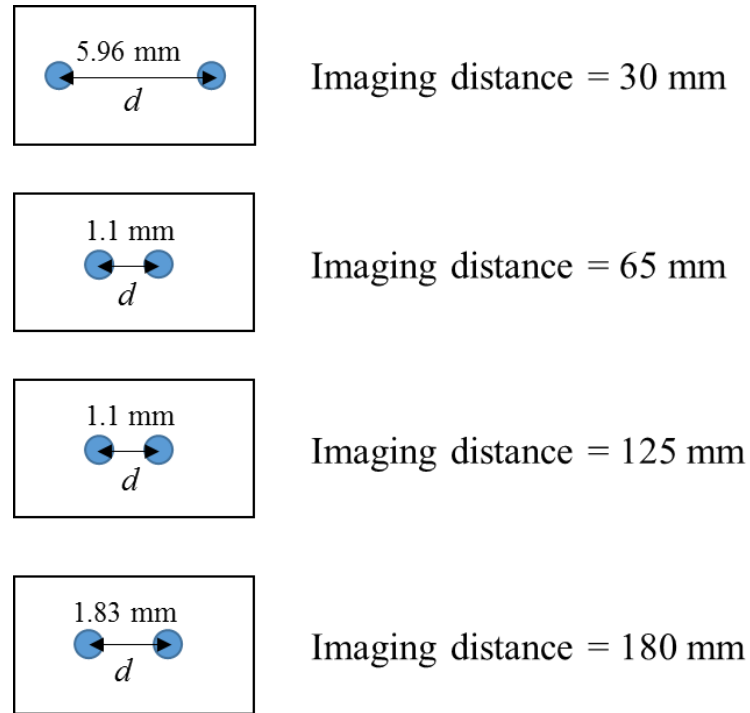 5.96 mm
d
Imaging distance = 30 mm
1.1 mm
d
Imaging distance = 65 mm
1.1 mm
d
Imaging distance = 125 mm
1.83 mm
d
Imaging distance = 180 mm